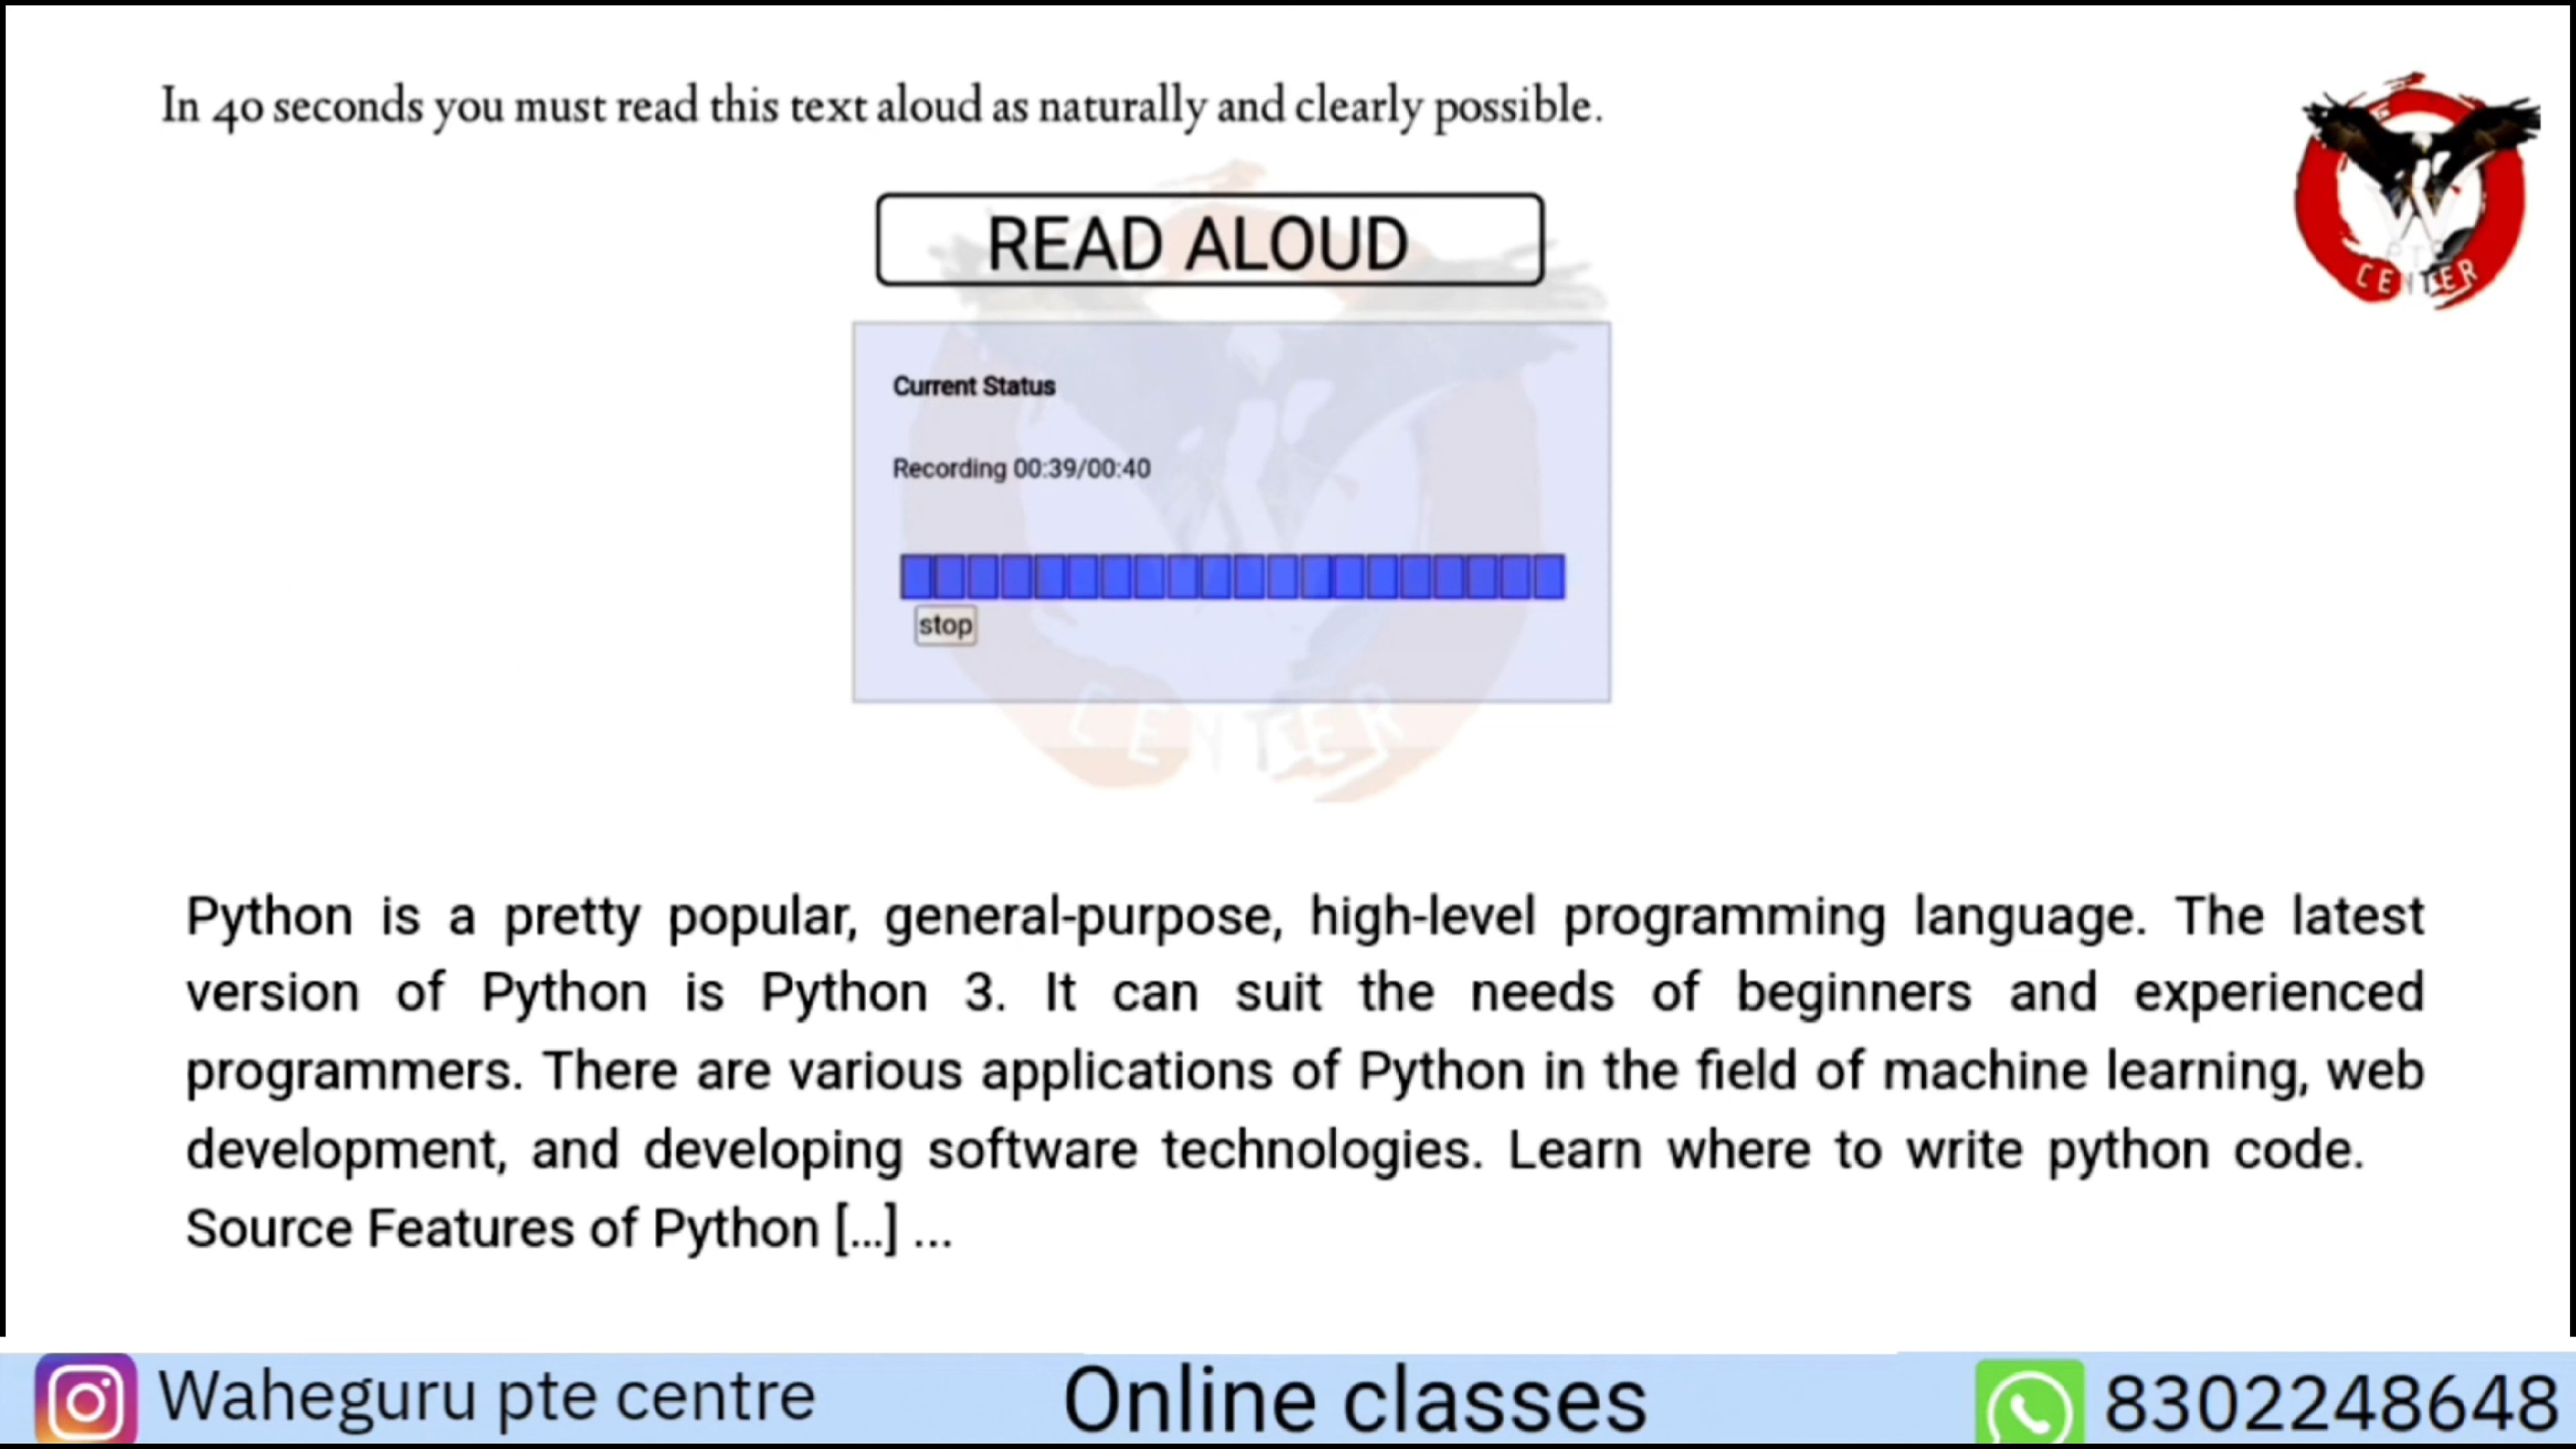 In 40 seconds you must read this text aloud as naturally and clearly possible.
READ ALOUD
CENTER
Current Status
Recording 00:39/00:40
stop
CENTER
Python is a pretty popular, general-purpose, high-level programming language. The latest
version of Python is Python 3. It can suit the needs of beginners and experienced
programmers. There are various applications of Python in the field of machine learning, web
development, and developing software technologies. Learn where to write python code.
Source Features of Python [...] ...
Waheguru pte centre
Online classes
8302248648